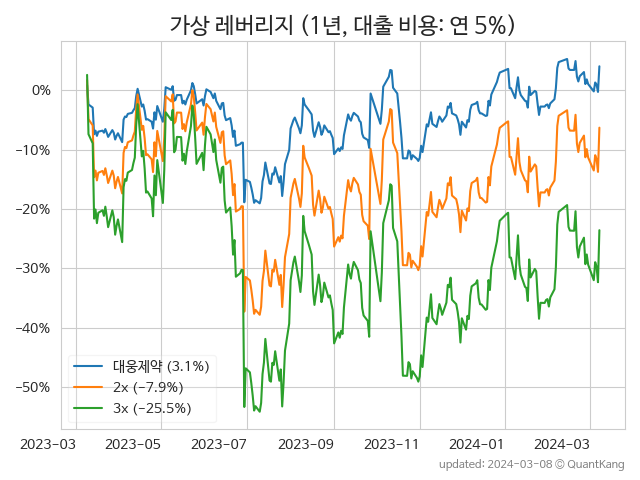 가상 레버리지 (1년, 대출 비용: 연 5%)
0%
−10%
−20%
−30%
−40%
−50%
대웅제약 (3.1%)
2x (−7.9%)
3x (−25.5%)
2023-03
2023-05
2023-07
2023-09
2023-11
2024-01
2024-03
updated: 2024-03-08 © QuantKang